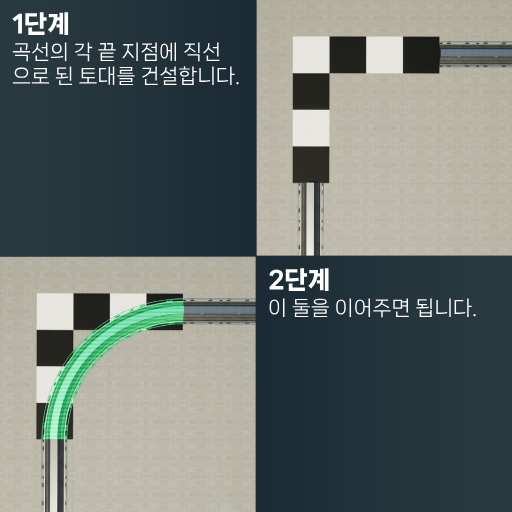 1단계
곡선의 각 끝 지점에 직선
으로 된 토대를 건설합니다.
2단계
이 둘을 이어주면 됩니다.